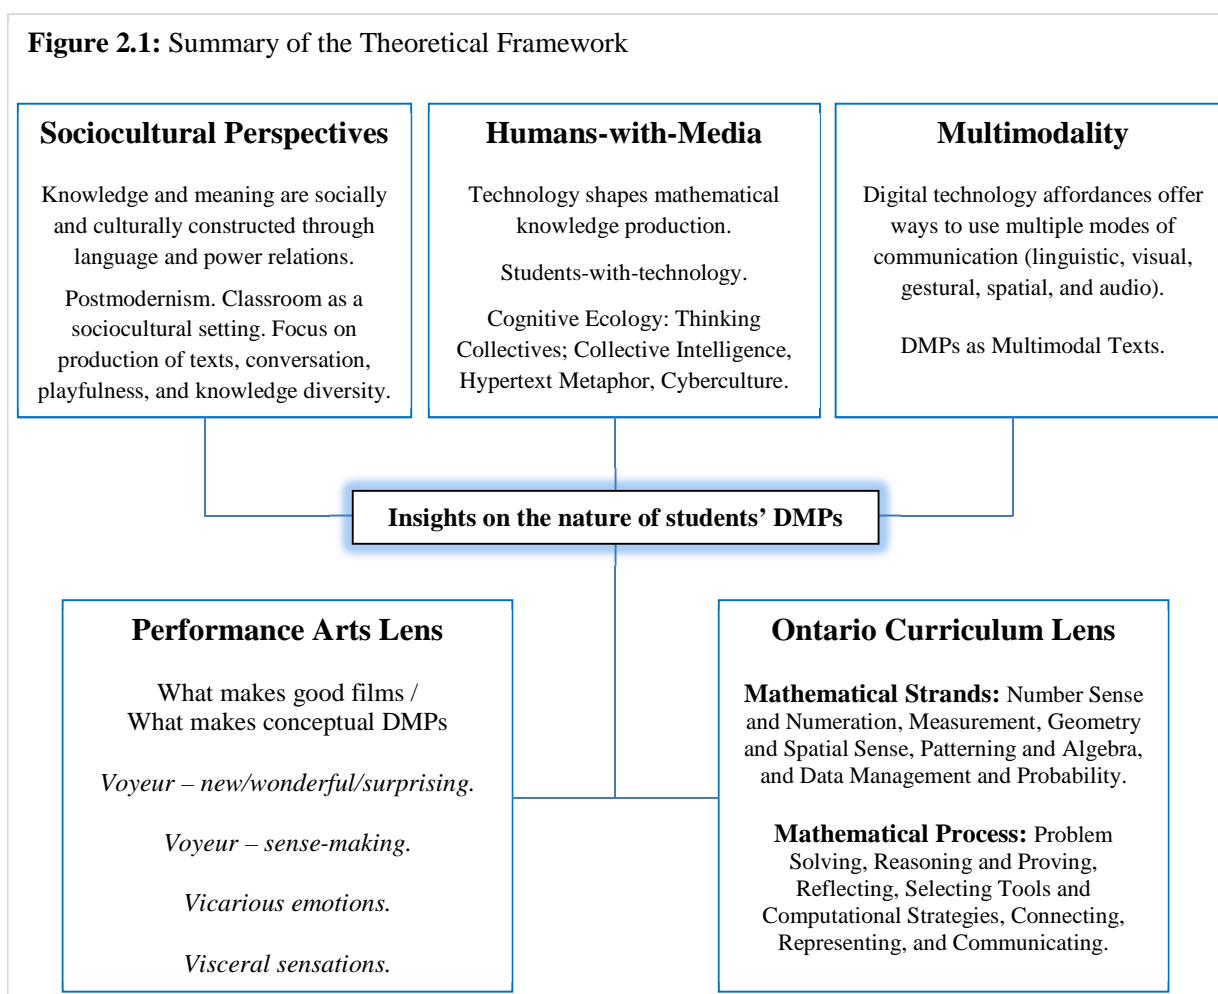 Figure 2.1: Summary of the Theoretical Framework
Sociocultural Perspectives
Knowledge and meaning are socially
and culturally constructed through
language and power relations.
Postmodernism. Classroom as a
sociocultural setting. Focus on
production of texts, conversation,
playfulness, and knowledge diversity.
Humans-with-Media
Technology shapes mathematical
knowledge production.
Students-with-technology.
Cognitive Ecology: Thinking
Collectives; Collective Intelligence,
Hypertext Metaphor, Cyberculture.
Multimodality
Digital technology affordances offer
ways to use multiple modes of
communication (linguistic, visual,
gestural, spatial, and audio).
DMPs as Multimodal Texts.
Insights on the nature of students’ DMPs
Performance Arts Lens
What makes good films /
What makes conceptual DMPs
Voyeur – new/wonderful/surprising.
Voyeur – sense-making.
Vicarious emotions.
Visceral sensations.
Ontario Curriculum Lens
Mathematical Strands: Number Sense
and Numeration, Measurement, Geometry
and Spatial Sense, Patterning and Algebra,
and Data Management and Probability.
Mathematical Process: Problem
Solving, Reasoning and Proving,
Reflecting, Selecting Tools and
Computational Strategies, Connecting,
Representing, and Communicating.